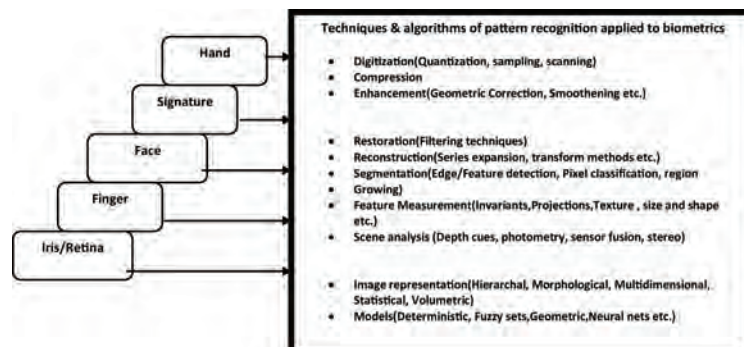 Hand
Signature
Face
Finger
Iris/Retina
Techniques & algorithms of pattern recognition applied to biometrics
• Digitization(Quantization, sampling, scanning)
• Compression
• Enhancement(Geometric Correction, Smoothening etc.)
• Restoration(Filtering techniques)
• Reconstruction(Series expansion, transform methods etc.)
• Segmentation(Edge/Feature detection, Pixel classification, region
• Growing)
• Feature Measurement(Invariants,Projections,Texture , size and shape
etc.)
• Scene analysis (Depth cues, photometry, sensor fusion, stereo)
• Image representation(Hierarchal, Morphological, Multidimensional,
Statistical, Volumetric)
• Models(Deterministic, Fuzzy sets,Geometric,Neural nets etc.)